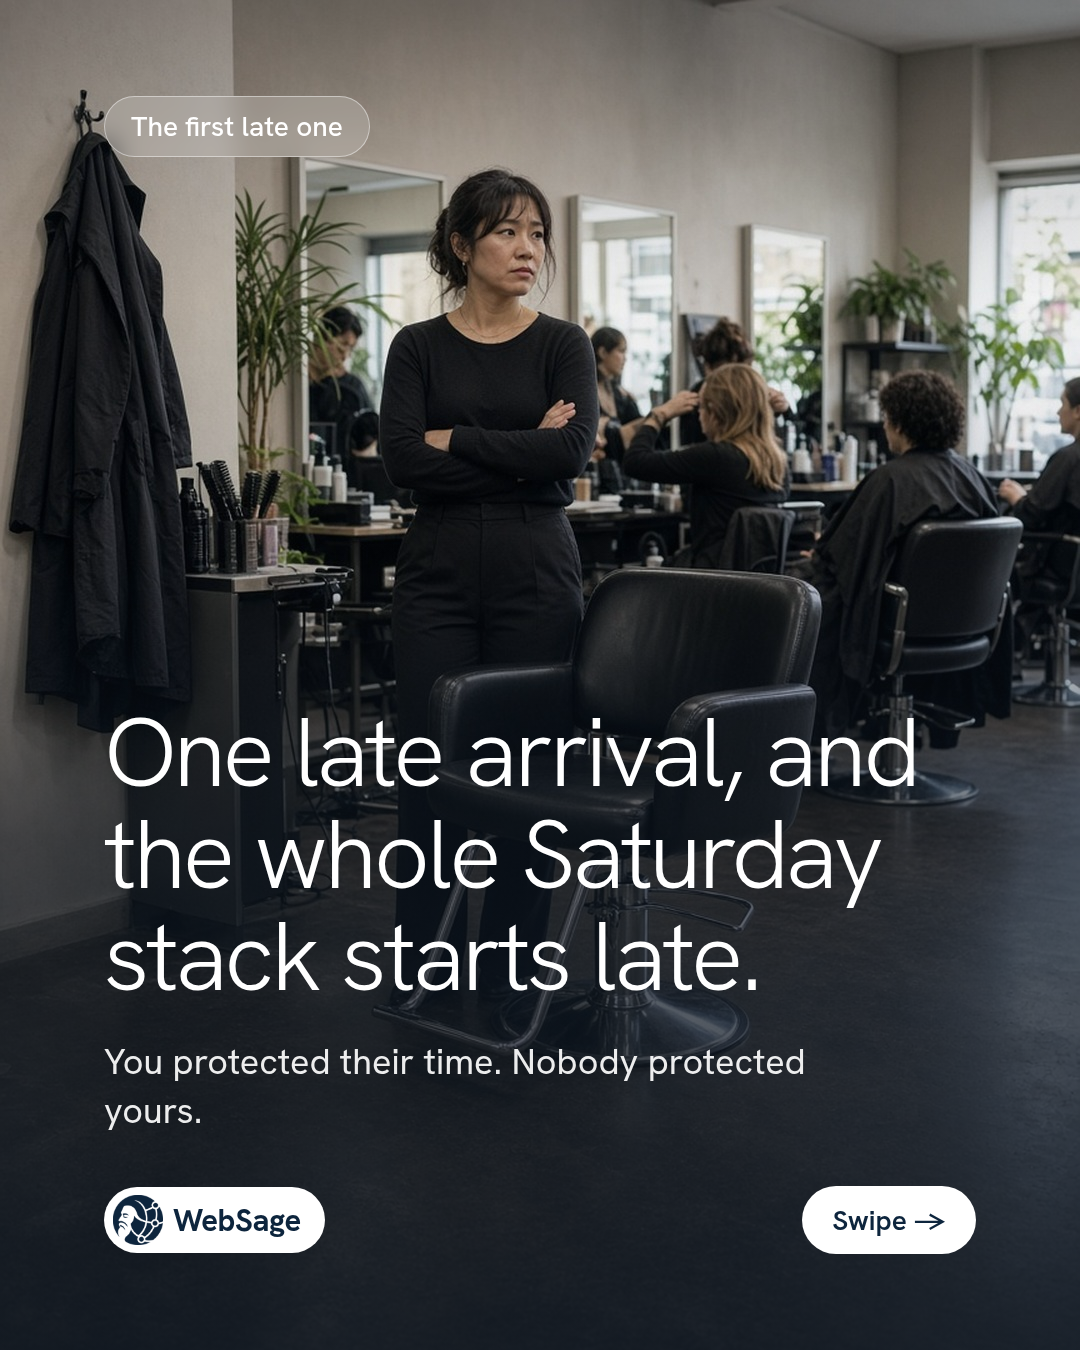 The first late one
One late arrival, and
the whole Saturday
stack starts late.
You protected their time. Nobody protected
yours.
WebSage
Swipe →